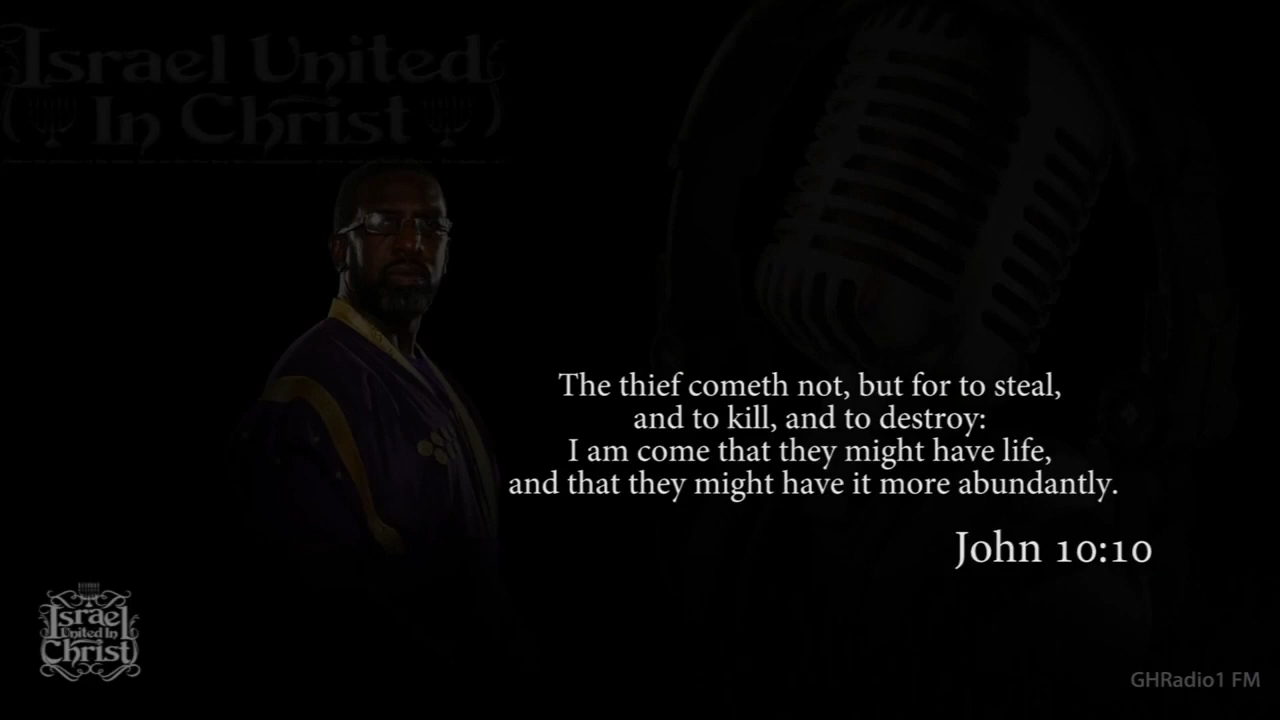 Israel United
In Christ
The thief cometh not, but for to steal,
and to kill, and to destroy:
I am come that they might have life,
and that they might have it more abundantly.
John 10:10
Israel
United In
Christ
GHRadio1 FM